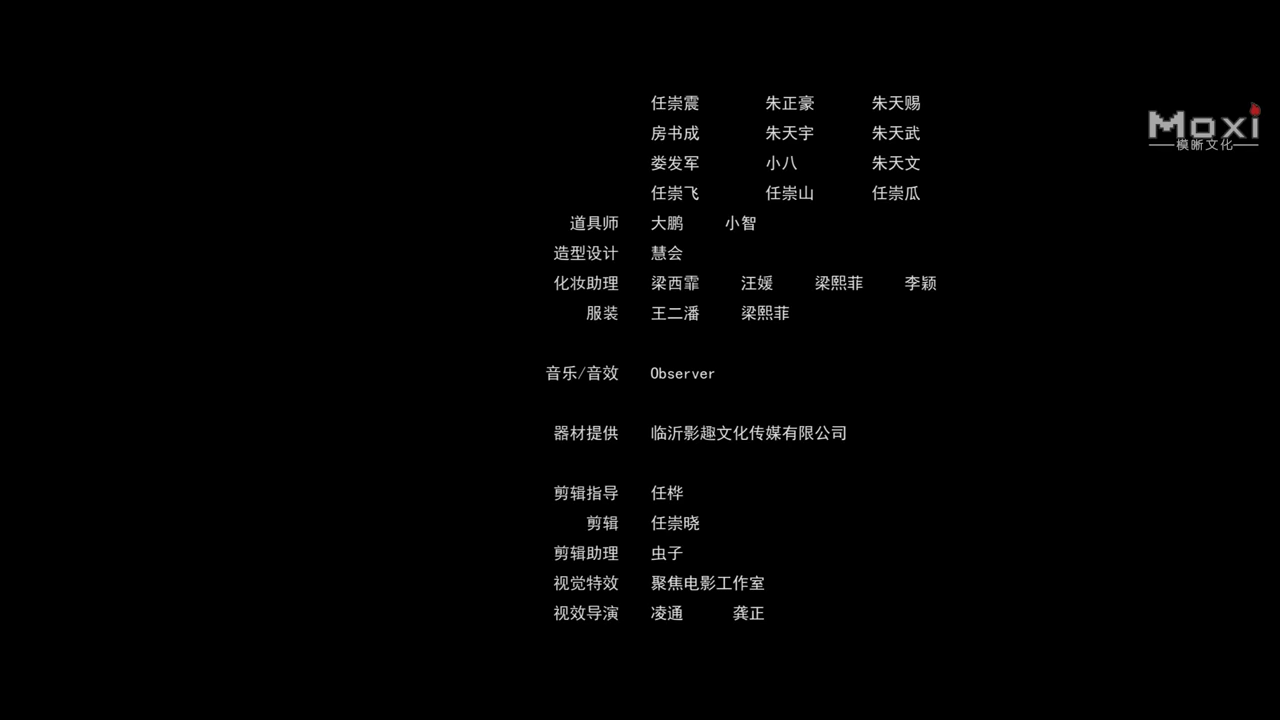 任崇震 朱正豪 朱天赐
房书成 朱天宇 朱天武
娄发军 小八 朱天文
任崇飞 任崇山 任崇瓜
道具师 大鹏 小智
造型设计 慧会
化妆助理 梁西霏 汪媛 梁熙菲 李颖
服装 王二潘 梁熙菲
音乐/音效 Observer
器材提供 临沂影趣文化传媒有限公司
剪辑指导 任桦
剪辑 任崇晓
剪辑助理 虫子
视觉特效 聚焦电影工作室
视效导演 凌通 龚正
Moxi
模晰文化